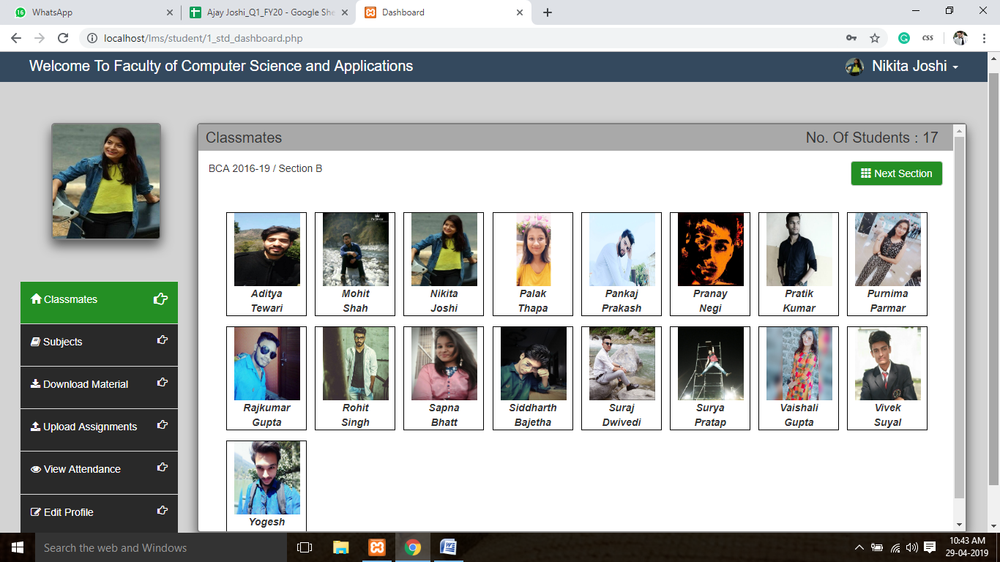 WhatsApp
Ajay Joshi_Q1_FY20 - Google She
Dashboard
localhost/lms/student/1_std_dashboard.php
CSS
Welcome To Faculty of Computer Science and Applications
Nikita Joshi
Classmates
No. Of Students : 17
BCA 2016-19 / Section B
Next Section
Aditya
Tewari
Mohit
Shah
Nikita
Joshi
Palak
Thapa
Pankaj
Prakash
Pranay
Negi
Pratik
Kumar
Purnima
Parmar
Rajkumar
Gupta
Rohit
Singh
Sapna
Bhatt
Siddharth
Bajetha
Suraj
Dwivedi
Surya
Pratap
Vaishali
Gupta
Vivek
Suyal
Yogesh
Classmates
Subjects
Download Material
Upload Assignments
View Attendance
Edit Profile
Search the web and Windows
10:43 AM
29-04-2019